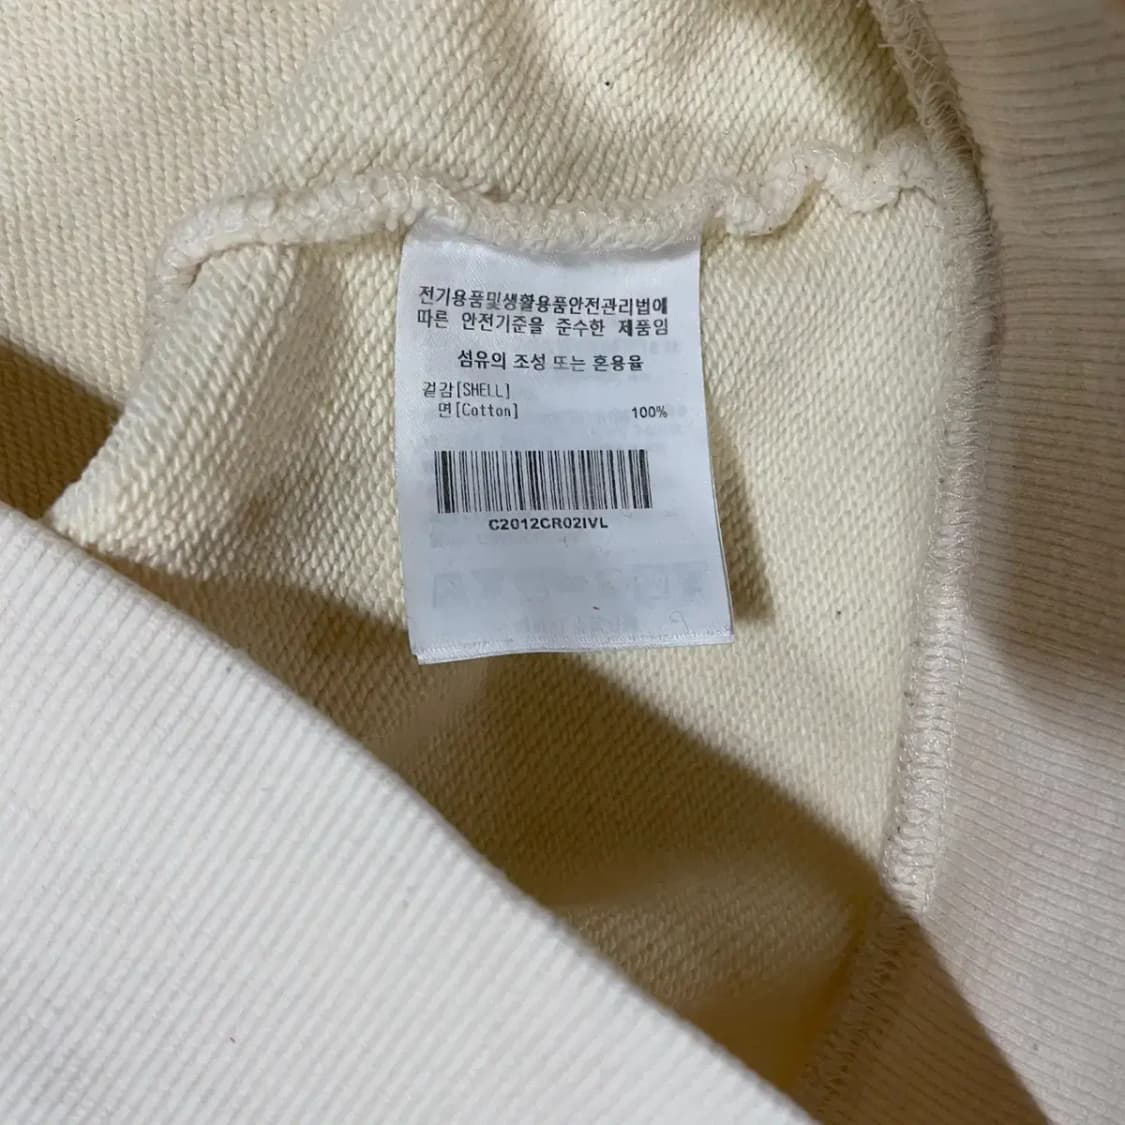 전기용품및생활용품안전관리법에
따른 안전기준을 준수한 제품임
섬유의 조성 또는 혼용율
겉감[SHELL]
면[Cotton] 100%
C2012CR02IVL